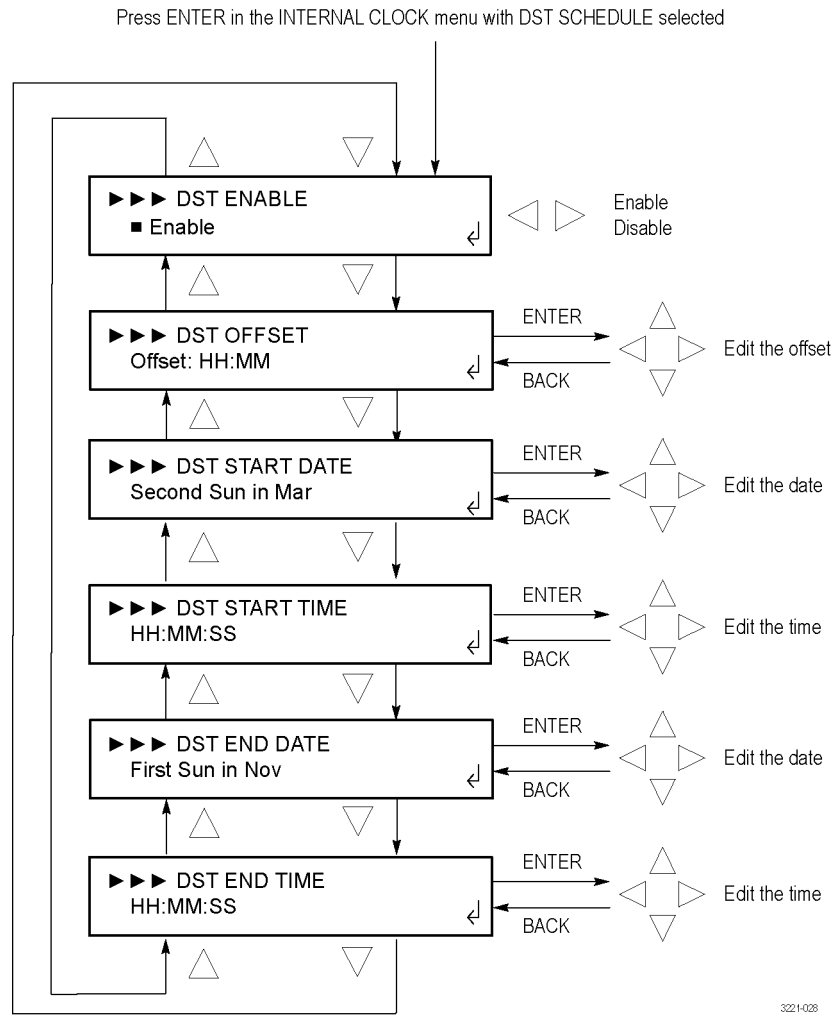 Press ENTER in the INTERNAL CLOCK menu with DST SCHEDULE selected
►►► DST ENABLE
■ Enable
Enable
Disable
►►► DST OFFSET
Offset: HH:MM
ENTER
BACK
Edit the offset
►►► DST START DATE
Second Sun in Mar
ENTER
BACK
Edit the date
►►► DST START TIME
HH:MM:SS
ENTER
BACK
Edit the time
►►► DST END DATE
First Sun in Nov
ENTER
BACK
Edit the date
►►► DST END TIME
HH:MM:SS
ENTER
BACK
Edit the time
3221-028